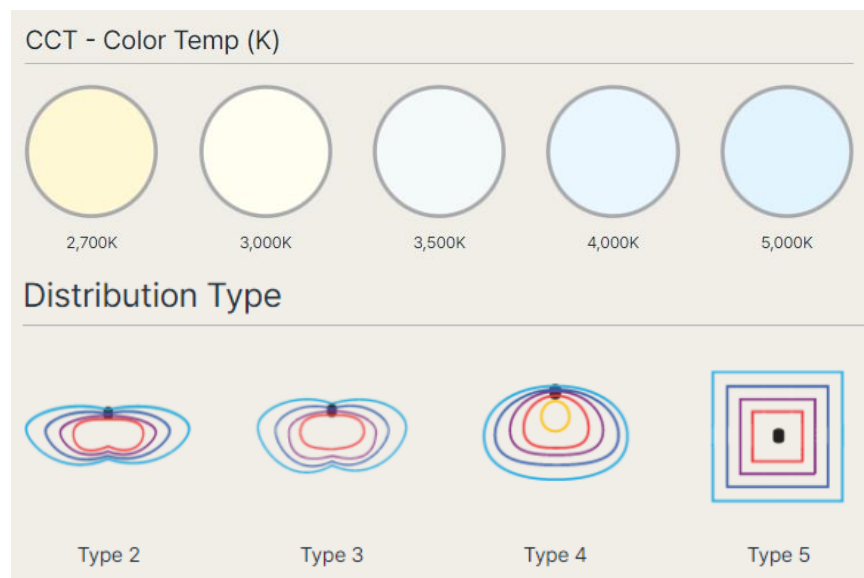 CCT - Color Temp (K)
2,700K 3,000K 3,500K 4,000K 5,000K
Distribution Type
Type 2 Type 3 Type 4 Type 5